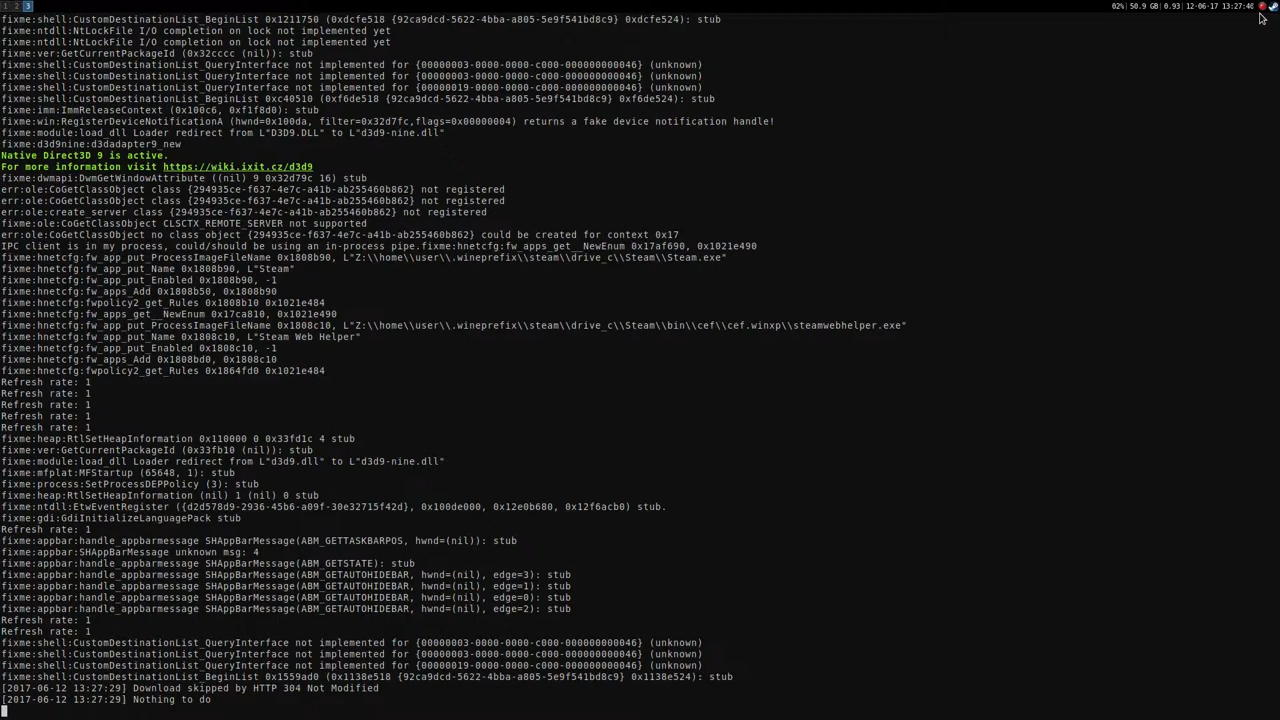 1 2 3
02%|50.9 GB|0.93|12-06-17 13:27:40
fixme:shell:CustomDestinationList_BeginList 0x1211750 (0xdcfe518 {92ca9dcd-5622-4bba-a805-5e9f541bd8c9} 0xdcfe524): stub
fixme:ntdll:NtLockFile I/O completion on lock not implemented yet
fixme:ntdll:NtLockFile I/O completion on lock not implemented yet
fixme:ver:GetCurrentPackageId (0x32cccc (nil)): stub
fixme:shell:CustomDestinationList_QueryInterface not implemented for {00000003-0000-0000-c000-000000000046} (unknown)
fixme:shell:CustomDestinationList_QueryInterface not implemented for {00000003-0000-0000-c000-000000000046} (unknown)
fixme:shell:CustomDestinationList_QueryInterface not implemented for {00000019-0000-0000-c000-000000000046} (unknown)
fixme:shell:CustomDestinationList_BeginList 0xc40510 (0xf6de518 {92ca9dcd-5622-4bba-a805-5e9f541bd8c9} 0xf6de524): stub
fixme:imm:ImmReleaseContext (0x100c6, 0xf1f8d0): stub
fixme:win:RegisterDeviceNotificationA (hwnd=0x100da, filter=0x32d7fc,flags=0x00000004) returns a fake device notification handle!
fixme:module:load_dll Loader redirect from L"D3D9.DLL" to L"d3d9-nine.dll"
fixme:d3d9nine:d3dadapter9_new
Native Direct3D 9 is active.
For more information visit https://wiki.ixit.cz/d3d9
fixme:dwmapi:DwmGetWindowAttribute ((nil) 9 0x32d79c 16) stub
err:ole:CoGetClassObject class {294935ce-f637-4e7c-a41b-ab255460b862} not registered
err:ole:CoGetClassObject class {294935ce-f637-4e7c-a41b-ab255460b862} not registered
err:ole:create_server class {294935ce-f637-4e7c-a41b-ab255460b862} not registered
fixme:ole:CoGetClassObject CLSCTX_REMOTE_SERVER not supported
err:ole:CoGetClassObject no class object {294935ce-f637-4e7c-a41b-ab255460b862} could be created for context 0x17
IPC client is in my process, could/should be using an in-process pipe.fixme:hnetcfg:fw_apps_get__NewEnum 0x17af690, 0x1021e490
fixme:hnetcfg:fw_app_put_ProcessImageFileName 0x1808b90, L"Z:\\home\\user\\.wineprefix\\steam\\drive_c\\Steam\\Steam.exe"
fixme:hnetcfg:fw_app_put_Name 0x1808b90, L"Steam"
fixme:hnetcfg:fw_app_put_Enabled 0x1808b90, -1
fixme:hnetcfg:fw_apps_Add 0x1808b50, 0x1808b90
fixme:hnetcfg:fwpolicy2_get_Rules 0x1808b10 0x1021e484
fixme:hnetcfg:fw_apps_get__NewEnum 0x17ca810, 0x1021e490
fixme:hnetcfg:fw_app_put_ProcessImageFileName 0x1808c10, L"Z:\\home\\user\\.wineprefix\\steam\\drive_c\\Steam\\bin\\cef\\cef.winxp\\steamwebhelper.exe"
fixme:hnetcfg:fw_app_put_Name 0x1808c10, L"Steam Web Helper"
fixme:hnetcfg:fw_app_put_Enabled 0x1808c10, -1
fixme:hnetcfg:fw_apps_Add 0x1808bd0, 0x1808c10
fixme:hnetcfg:fwpolicy2_get_Rules 0x1864fd0 0x1021e484
Refresh rate: 1
Refresh rate: 1
Refresh rate: 1
Refresh rate: 1
Refresh rate: 1
fixme:heap:RtlSetHeapInformation 0x110000 0 0x33fd1c 4 stub
fixme:ver:GetCurrentPackageId (0x33fb10 (nil)): stub
fixme:module:load_dll Loader redirect from L"d3d9.dll" to L"d3d9-nine.dll"
fixme:mfplat:MFStartup (65648, 1): stub
fixme:process:SetProcessDEPPolicy (3): stub
fixme:heap:RtlSetHeapInformation (nil) 1 (nil) 0 stub
fixme:ntdll:EtwEventRegister ({d2d578d9-2936-45b6-a09f-30e32715f42d}, 0x100de000, 0x12e0b680, 0x12f6acb0) stub.
fixme:gdi:GdiInitializeLanguagePack stub
Refresh rate: 1
fixme:appbar:handle_appbarmessage SHAppBarMessage(ABM_GETTASKBARPOS, hwnd=(nil)): stub
fixme:appbar:SHAppBarMessage unknown msg: 4
fixme:appbar:handle_appbarmessage SHAppBarMessage(ABM_GETSTATE): stub
fixme:appbar:handle_appbarmessage SHAppBarMessage(ABM_GETAUTOHIDEBAR, hwnd=(nil), edge=3): stub
fixme:appbar:handle_appbarmessage SHAppBarMessage(ABM_GETAUTOHIDEBAR, hwnd=(nil), edge=1): stub
fixme:appbar:handle_appbarmessage SHAppBarMessage(ABM_GETAUTOHIDEBAR, hwnd=(nil), edge=0): stub
fixme:appbar:handle_appbarmessage SHAppBarMessage(ABM_GETAUTOHIDEBAR, hwnd=(nil), edge=2): stub
Refresh rate: 1
Refresh rate: 1
fixme:shell:CustomDestinationList_QueryInterface not implemented for {00000003-0000-0000-c000-000000000046} (unknown)
fixme:shell:CustomDestinationList_QueryInterface not implemented for {00000003-0000-0000-c000-000000000046} (unknown)
fixme:shell:CustomDestinationList_QueryInterface not implemented for {00000019-0000-0000-c000-000000000046} (unknown)
fixme:shell:CustomDestinationList_BeginList 0x1559ad0 (0x1138e518 {92ca9dcd-5622-4bba-a805-5e9f541bd8c9} 0x1138e524): stub
[2017-06-12 13:27:29] Download skipped by HTTP 304 Not Modified
[2017-06-12 13:27:29] Nothing to do